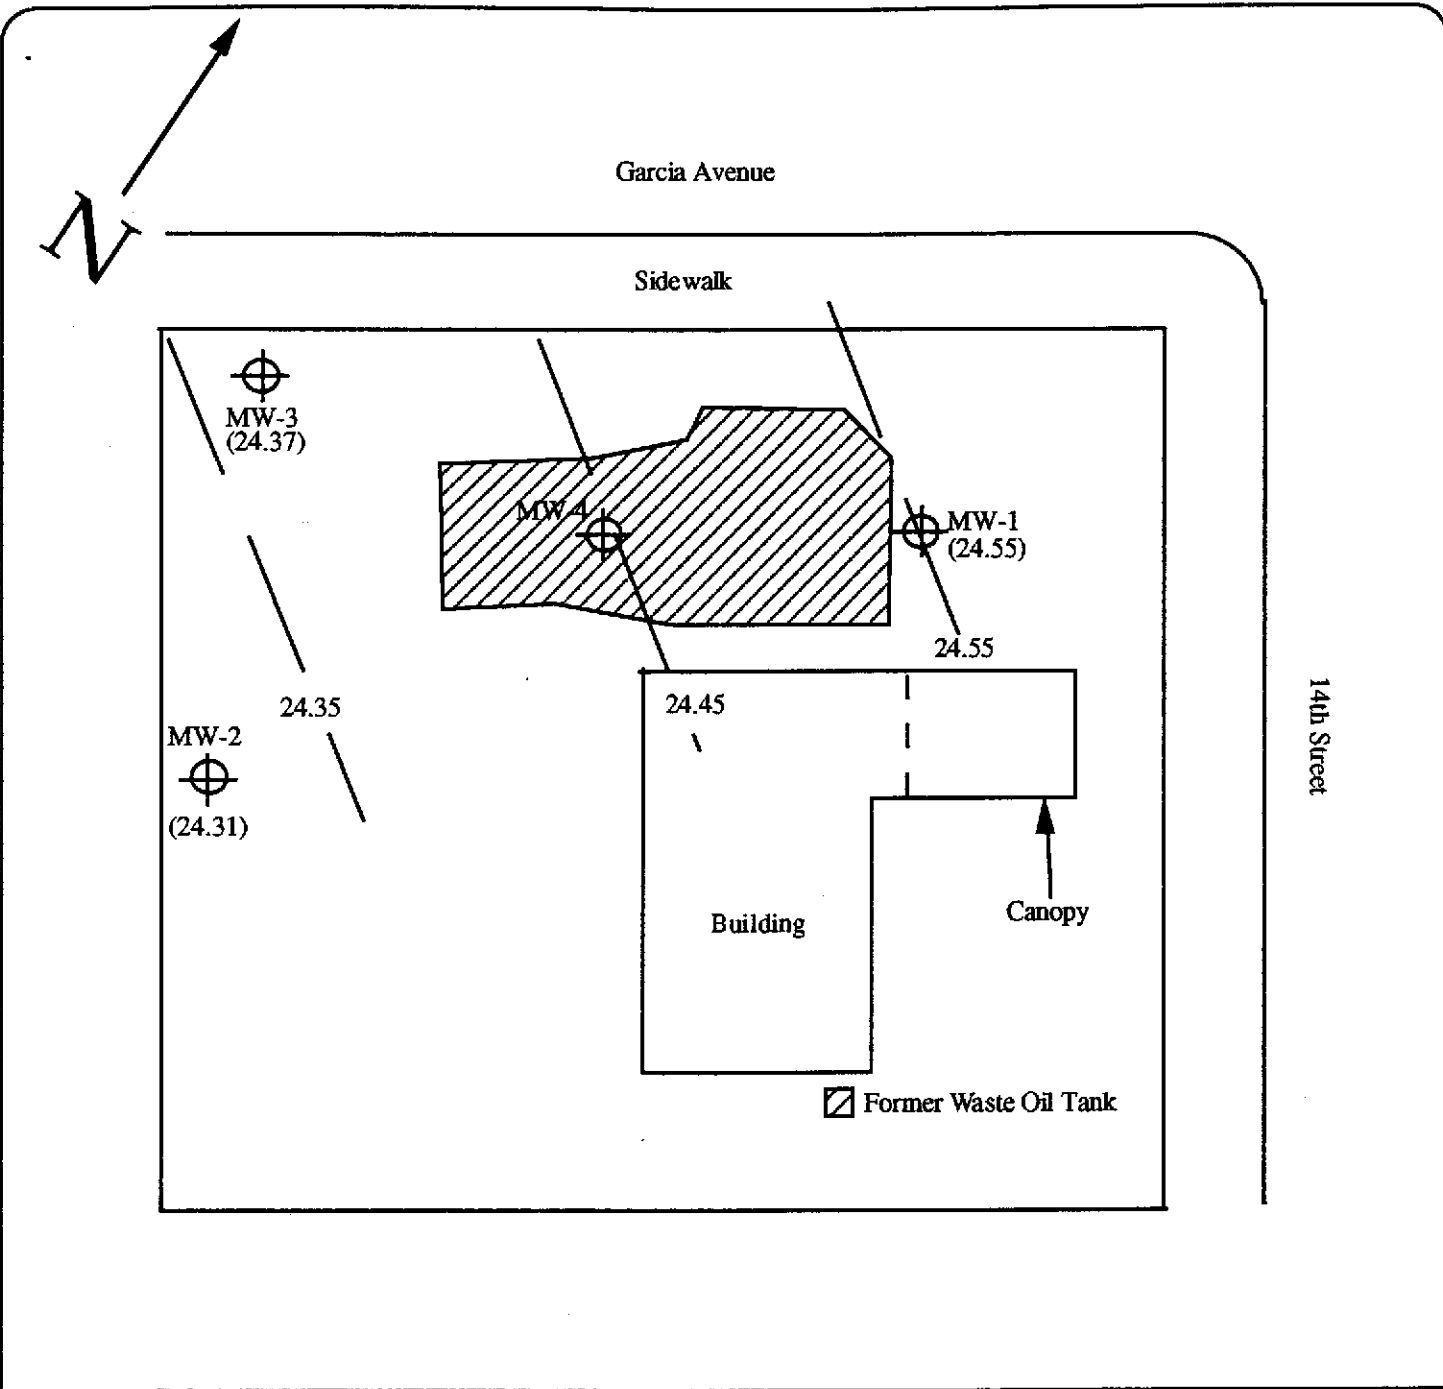 N
Garcia Avenue
Sidewalk
MW-3
(24.37)
MW-4
MW-1
(24.55)
24.55
24.35
24.45
MW-2
(24.31)
14th Street
Canopy
Building
Former Waste Oil Tank